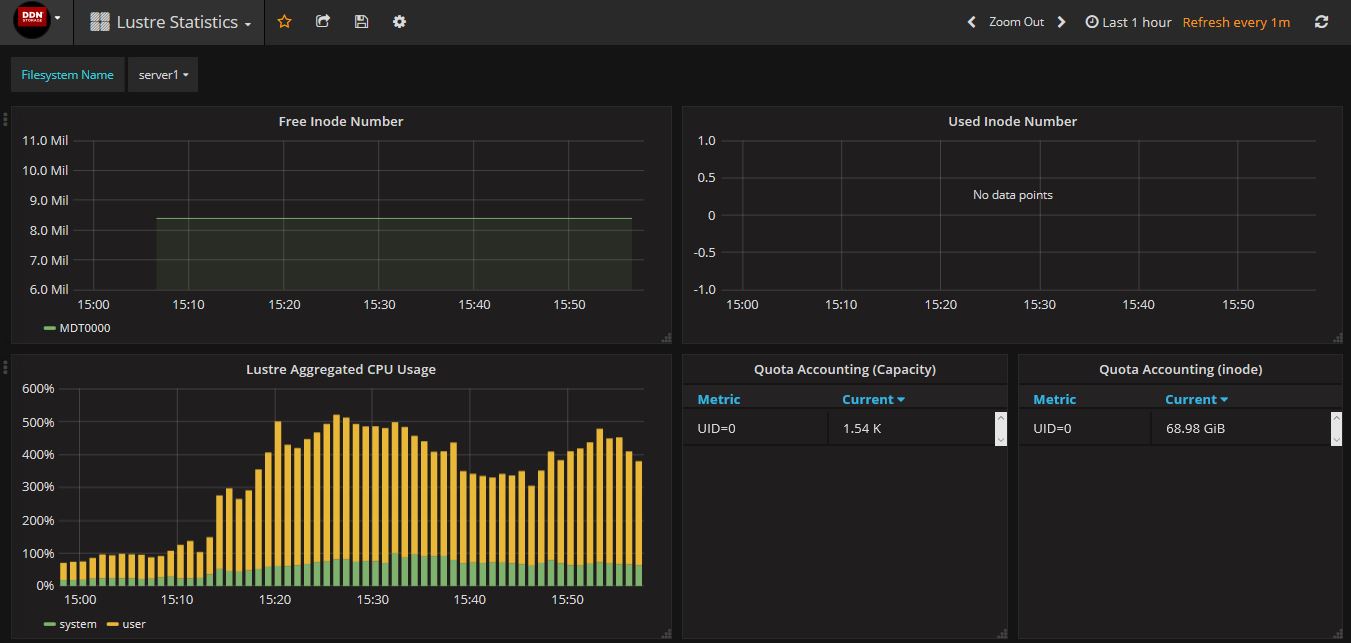 DDN
STORAGE
Lustre Statistics
Zoom Out
Last 1 hour
Refresh every 1m
Filesystem Name
server1
Free Inode Number
11.0 Mil
10.0 Mil
9.0 Mil
8.0 Mil
7.0 Mil
6.0 Mil
15:00 15:10 15:20 15:30 15:40 15:50
MDT0000
Used Inode Number
1.0
0.5
0
-0.5
-1.0
No data points
15:00 15:10 15:20 15:30 15:40 15:50
Lustre Aggregated CPU Usage
600%
500%
400%
300%
200%
100%
0%
15:00 15:10 15:20 15:30 15:40 15:50
system user
Quota Accounting (Capacity)
Metric Current
UID=0 1.54 K
Quota Accounting (inode)
Metric Current
UID=0 68.98 GiB